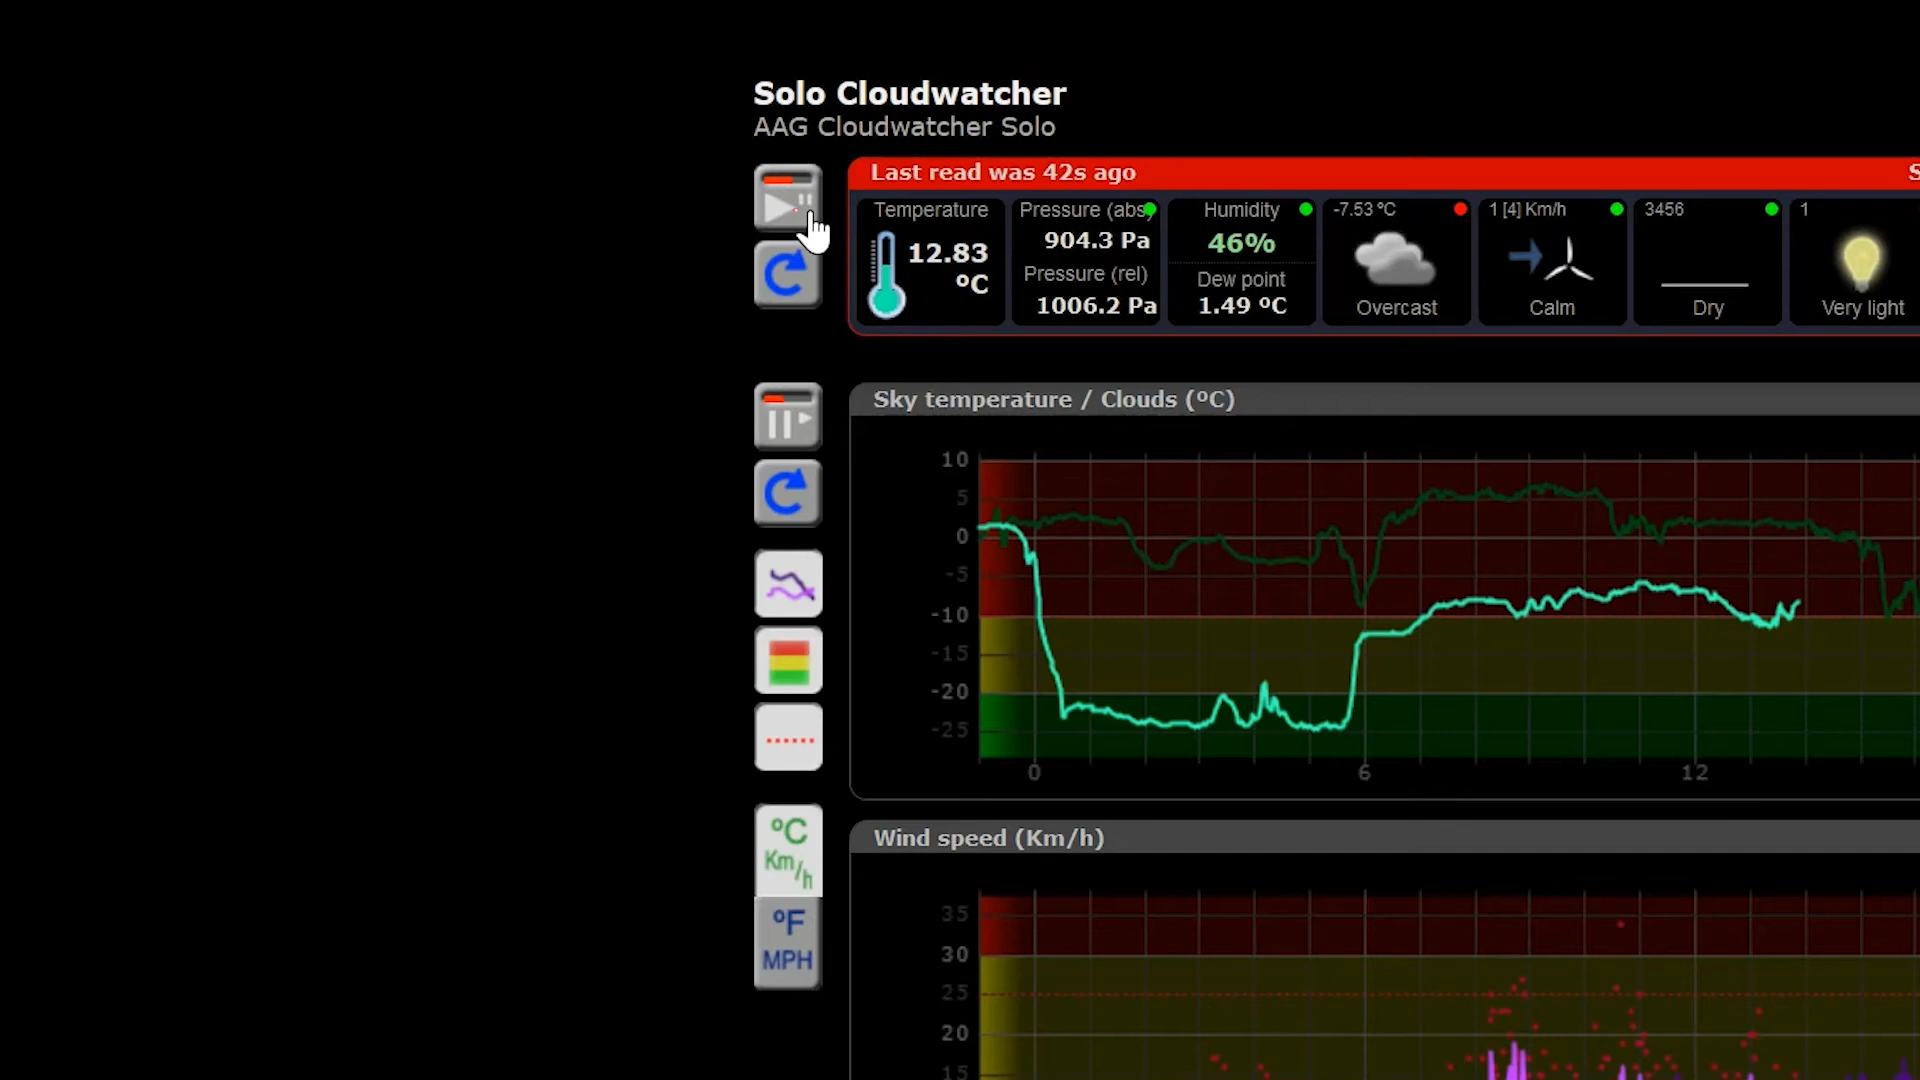 Solo Cloudwatcher
AAG Cloudwatcher Solo
Last read was 42s ago
S
Temperature
12.83
ºC
Pressure (abs)
904.3 Pa
Pressure (rel)
1006.2 Pa
Humidity
46%
Dew point
1.49 ºC
-7.53 ºC
Overcast
1 [4] Km/h
Calm
3456
Dry
1
Very light
Sky temperature / Clouds (ºC)
10
5
0
-5
-10
-15
-20
-25
0 6 12
ºC
Km/h
ºF
MPH
Wind speed (Km/h)
35
30
25
20
15